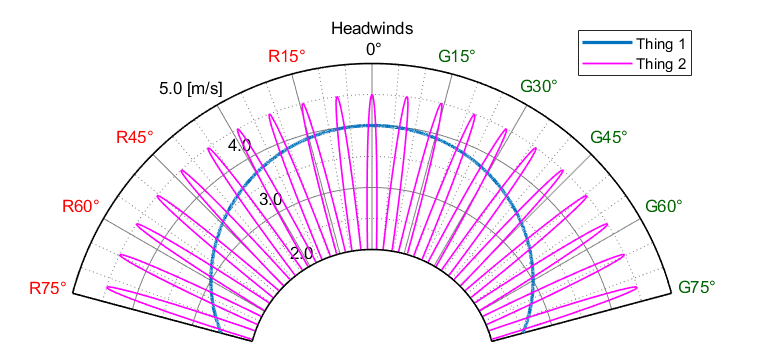 Headwinds
0°
R15°
G15°
Thing 1
Thing 2
5.0 [m/s]
G30°
R45°
4.0
G45°
R60°
3.0
G60°
2.0
R75°
G75°